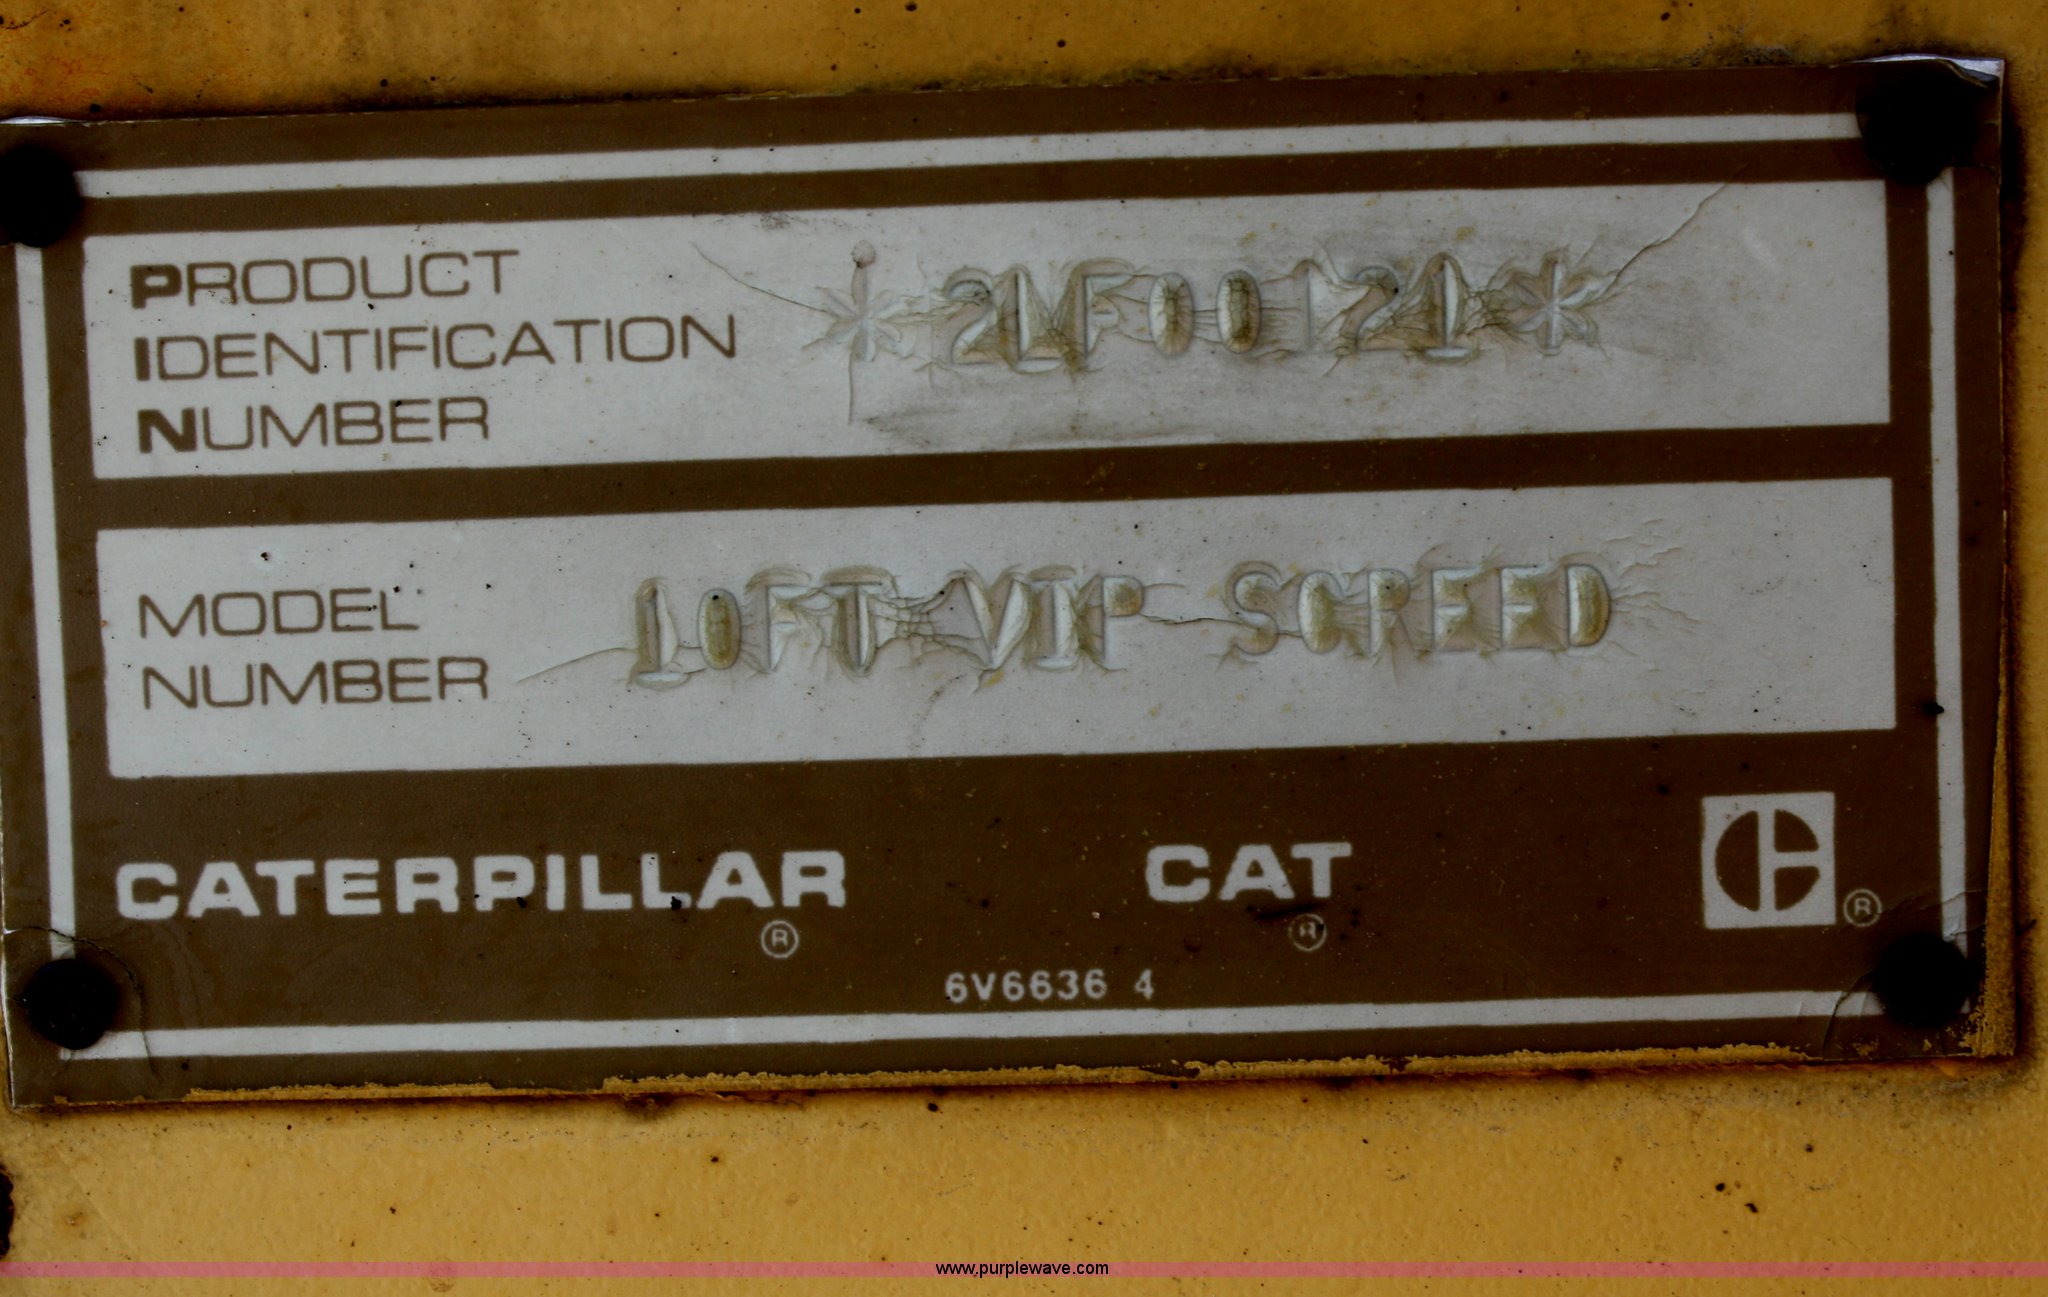 PRODUCT
IDENTIFICATION
NUMBER
*2LF00121*
MODEL
NUMBER
10FT VIP SCREED
CATERPILLAR ®
CAT ®
®
6V6636 4
www.purplewave.com